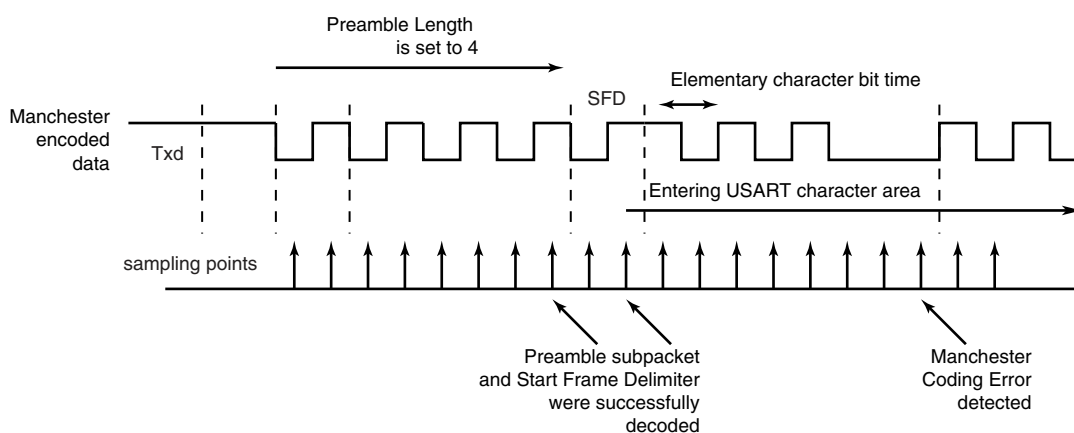 Preamble Length
is set to 4
Elementary character bit time
SFD
Manchester
encoded
data
Txd
Entering USART character area
sampling points
Preamble subpacket
and Start Frame Delimiter
were successfully
decoded
Manchester
Coding Error
detected